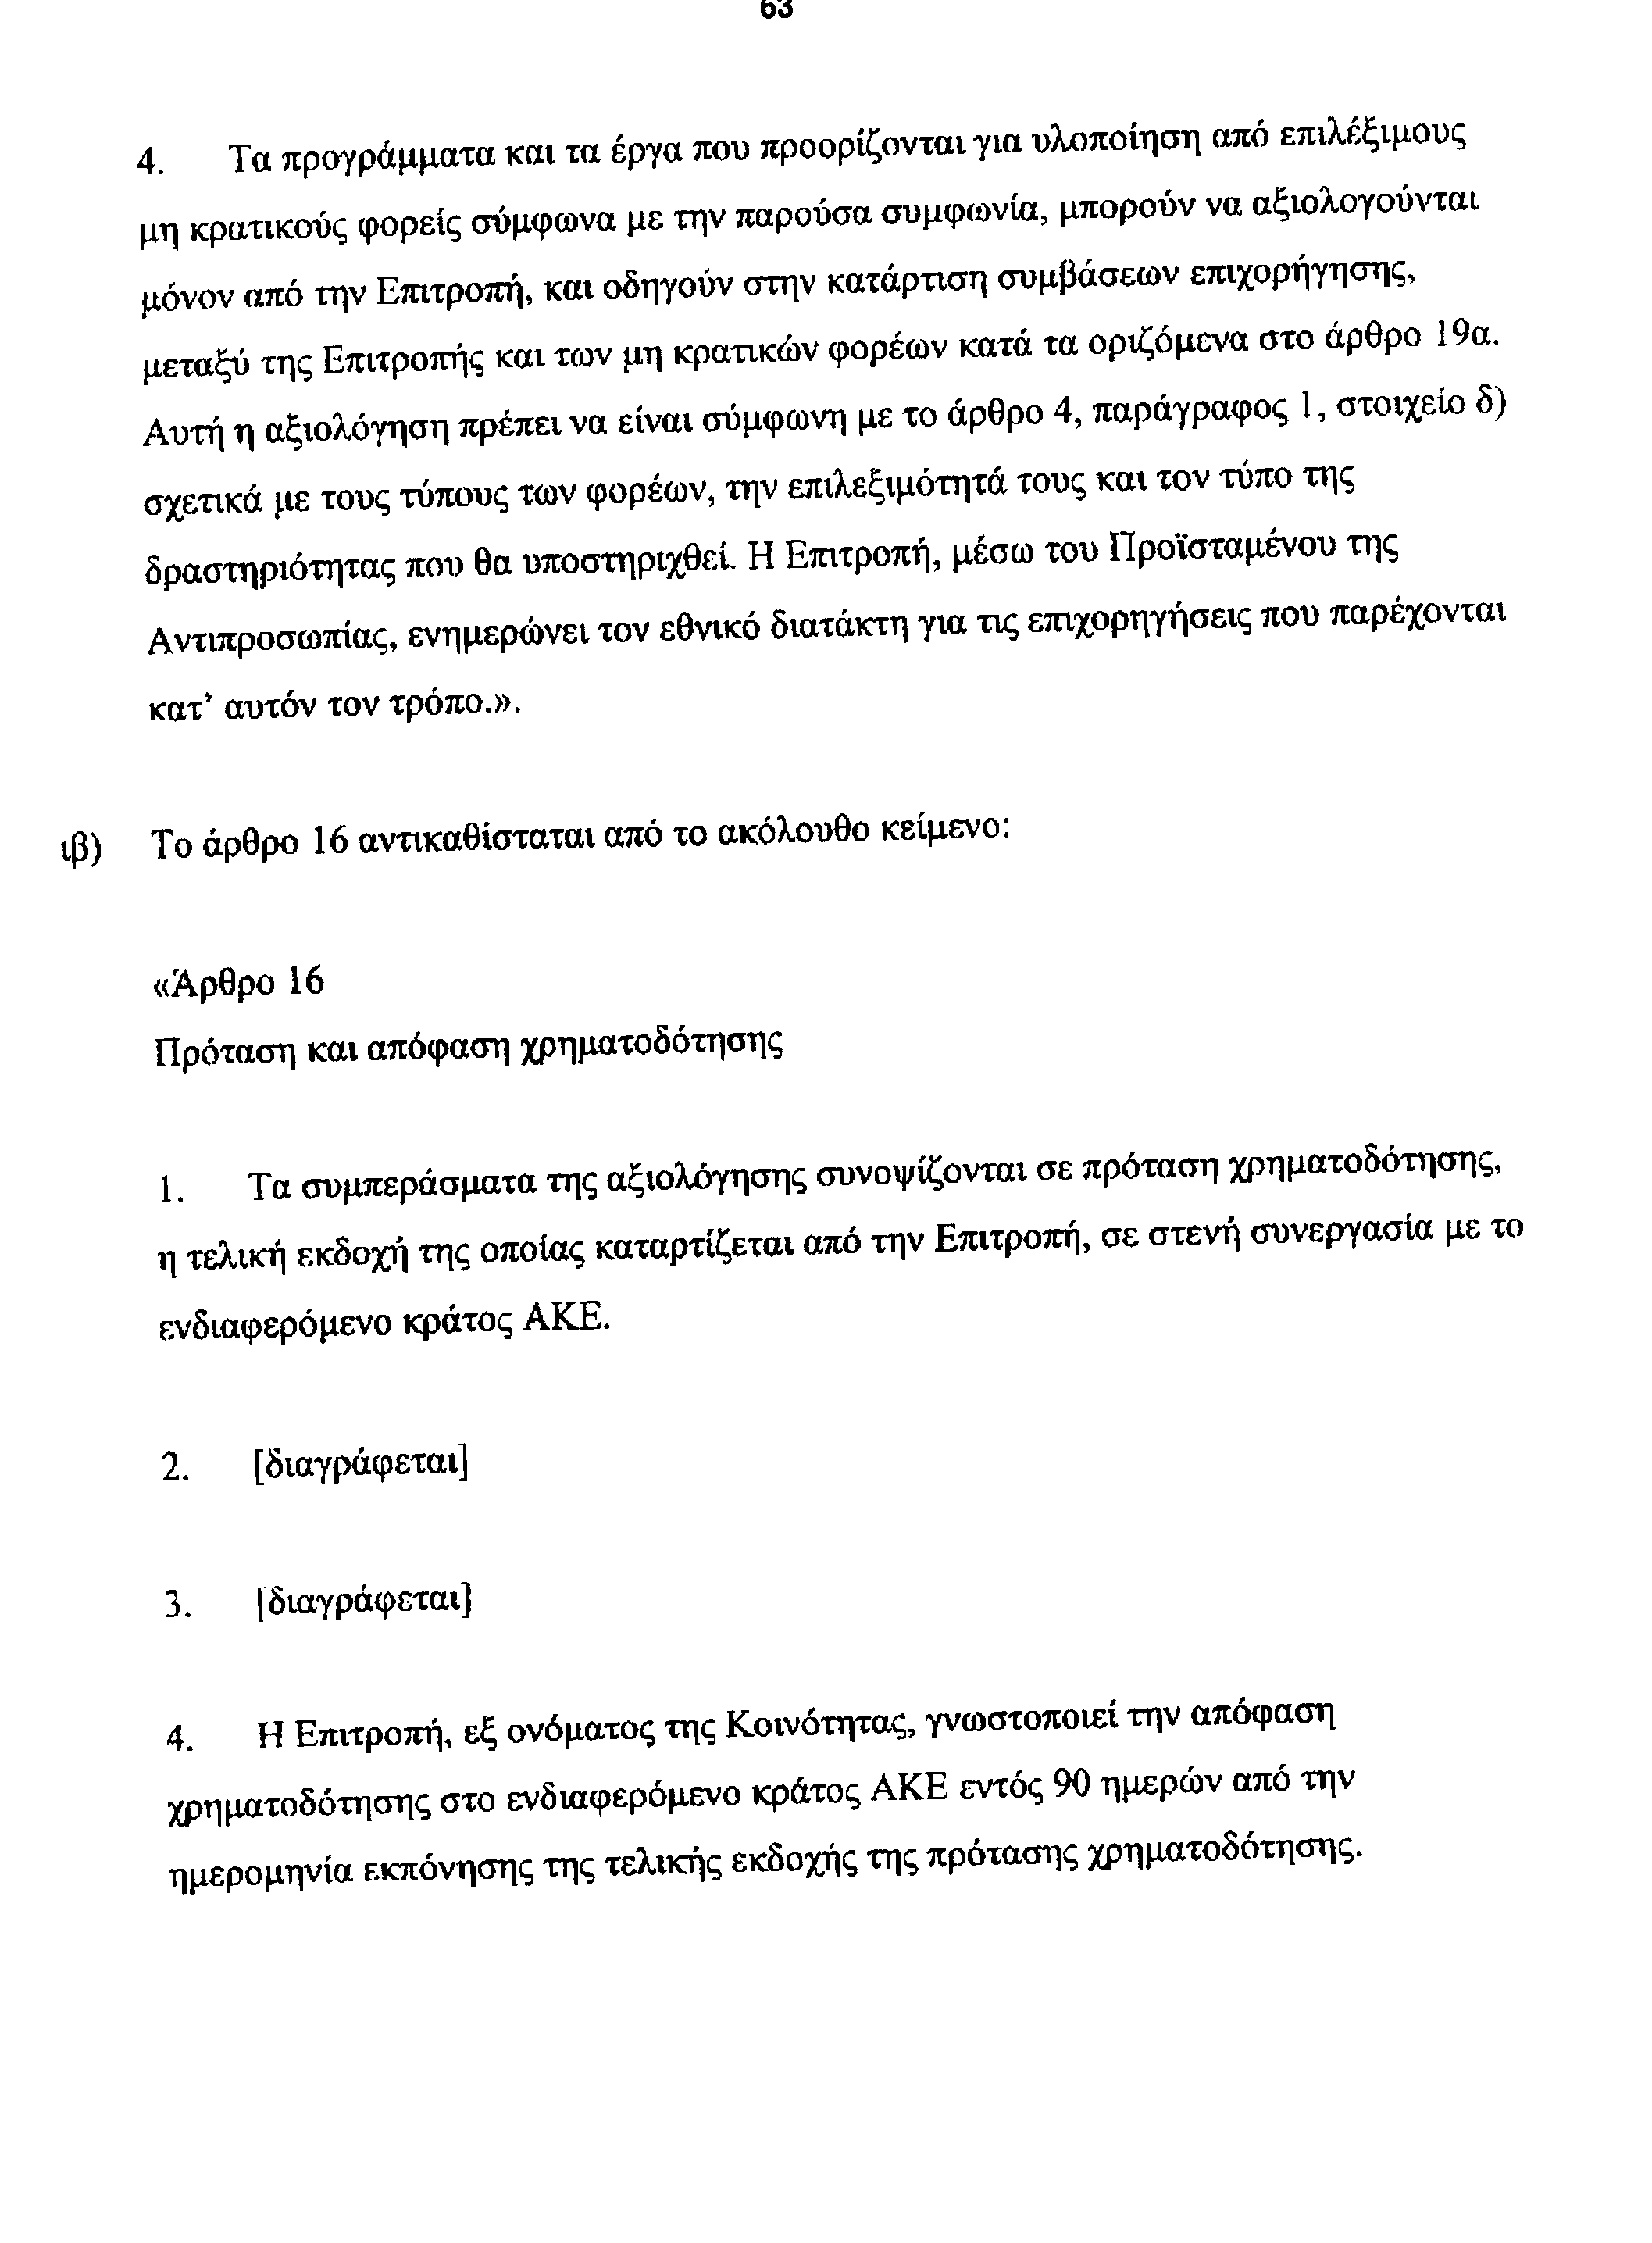 63
4. Τα προγράμματα και τα έργα που προορίζονται για υλοποίηση από επιλέξιμους
μη κρατικούς φορείς σύμφωνα με την παρούσα συμφωνία, μπορούν να αξιολογούνται
μόνον από την Επιτροπή, και οδηγούν στην κατάρτιση συμβάσεων επιχορήγησης,
μεταξύ της Επιτροπής και των μη κρατικών φορέων κατά τα οριζόμενα στο άρθρο 19α.
Αυτή η αξιολόγηση πρέπει να είναι σύμφωνη με το άρθρο 4, παράγραφος 1, στοιχείο δ)
σχετικά με τους τύπους των φορέων, την επιλεξιμότητά τους και τον τύπο της
δραστηριότητας που θα υποστηριχθεί. Η Επιτροπή, μέσω του Προϊσταμένου της
Αντιπροσωπίας, ενημερώνει τον εθνικό διατάκτη για τις επιχορηγήσεις που παρέχονται
κατ’ αυτόν τον τρόπο.».
ιβ) Το άρθρο 16 αντικαθίσταται από το ακόλουθο κείμενο:
«Άρθρο 16
Πρόταση και απόφαση χρηματοδότησης
1. Τα συμπεράσματα της αξιολόγησης συνοψίζονται σε πρόταση χρηματοδότησης,
η τελική εκδοχή της οποίας καταρτίζεται από την Επιτροπή, σε στενή συνεργασία με το
ενδιαφερόμενο κράτος ΑΚΕ.
2. [διαγράφεται]
3. [διαγράφεται]
4. Η Επιτροπή, εξ ονόματος της Κοινότητας, γνωστοποιεί την απόφαση
χρηματοδότησης στο ενδιαφερόμενο κράτος ΑΚΕ εντός 90 ημερών από την
ημερομηνία εκπόνησης της τελικής εκδοχής της πρότασης χρηματοδότησης.